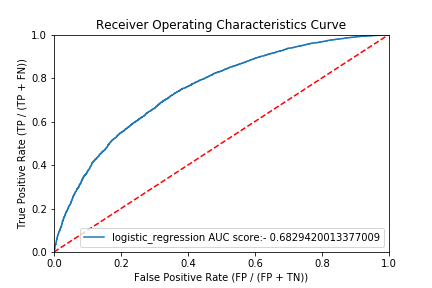 Receiver Operating Characteristics Curve
True Positive Rate (TP / (TP + FN))
1.0
0.8
0.6
0.4
0.2
0.0
logistic_regression AUC score:- 0.6829420013377009
0.0 0.2 0.4 0.6 0.8 1.0
False Positive Rate (FP / (FP + TN))